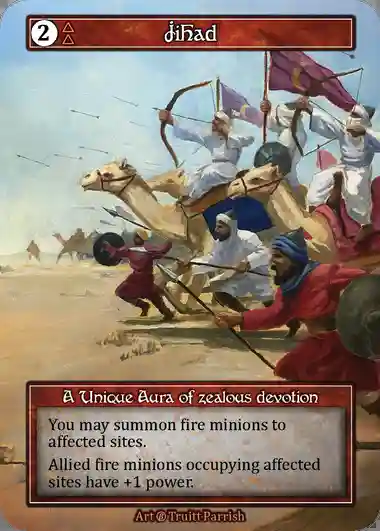 2
Jihad
A Unique Aura of zealous devotion
You may summon fire minions to
affected sites.
Allied fire minions occupying affected
sites have +1 power.
Art @ Truitt Parrish